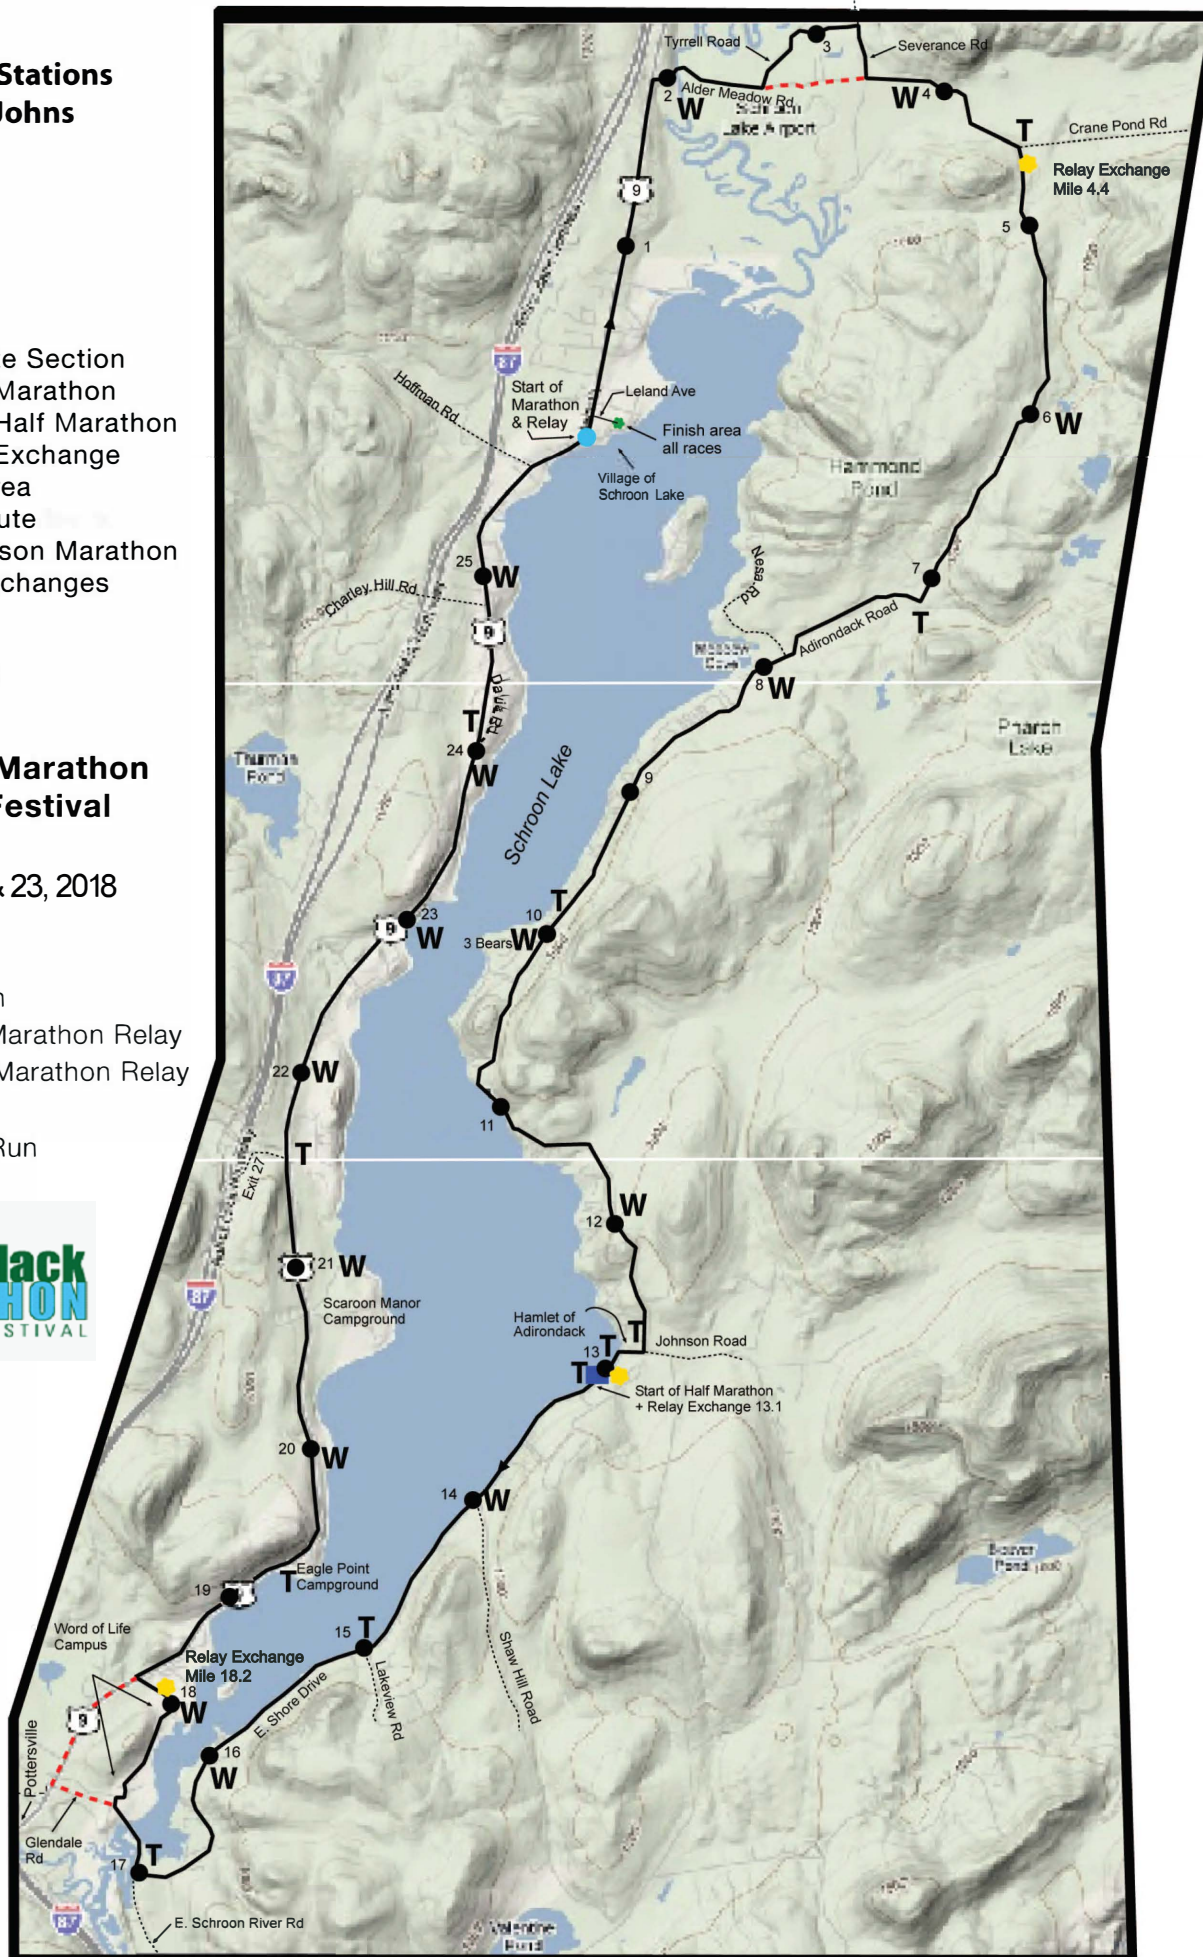 Stations
Johns
e Section
Marathon
Half Marathon
Exchange
ea
ute
son Marathon
changes
Marathon
Festival
& 23, 2018
n
Marathon Relay
Marathon Relay
Run
lack
HON
STIVAL
Tyrrell Road
3
Severance Rd
2
Alder Meadow Rd
W
W
4
Lake Airport
T
Crane Pond Rd
Relay Exchange
Mile 4.4
9
1
5
87
Hoffman Rd
Start of
Marathon
& Relay
Leland Ave
Finish area
all races
Village of
Schroon Lake
6
W
Hammond
Pond
25
W
Charley Hill Rd
9
Nesa Rd
7
T
Adirondack Road
8
W
T
24
W
Pharaoh
Lake
Thurman
Pond
9
Schroon Lake
T
10
3 Bears
W
9
23
W
87
22
W
11
T
Exit 27
12
W
21
W
Scaroon Manor
Campground
87
Hamlet of
Adirondack
T
13
T
T
Johnson Road
Start of Half Marathon
+ Relay Exchange 13.1
20
W
14
W
T
Eagle Point
Campground
19
Word of Life
Campus
15
T
Shaw Hill Road
Lakeview Rd
Relay Exchange
Mile 18.2
18
W
9
E. Shore Drive
16
W
Pottersville
Glendale
Rd
17
T
87
E. Schroon River Rd
Valentine
Pond